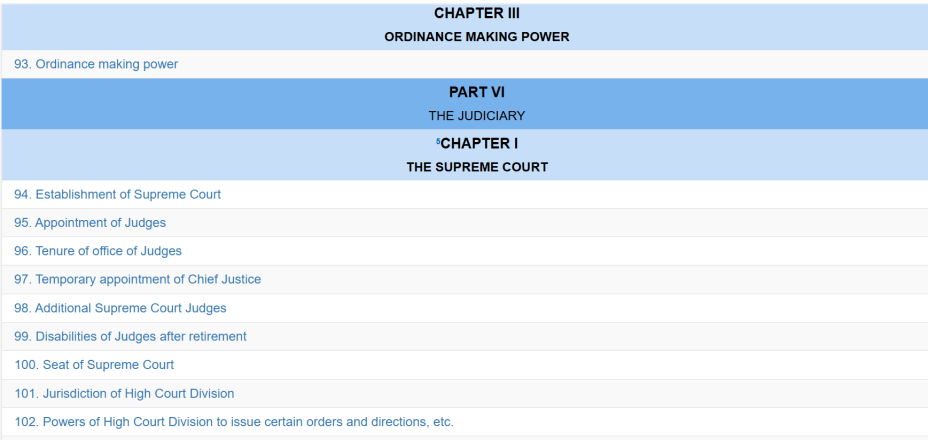 CHAPTER III
ORDINANCE MAKING POWER
93. Ordinance making power
PART VI
THE JUDICIARY
5CHAPTER I
THE SUPREME COURT
94. Establishment of Supreme Court
95. Appointment of Judges
96. Tenure of office of Judges
97. Temporary appointment of Chief Justice
98. Additional Supreme Court Judges
99. Disabilities of Judges after retirement
100. Seat of Supreme Court
101. Jurisdiction of High Court Division
102. Powers of High Court Division to issue certain orders and directions, etc.